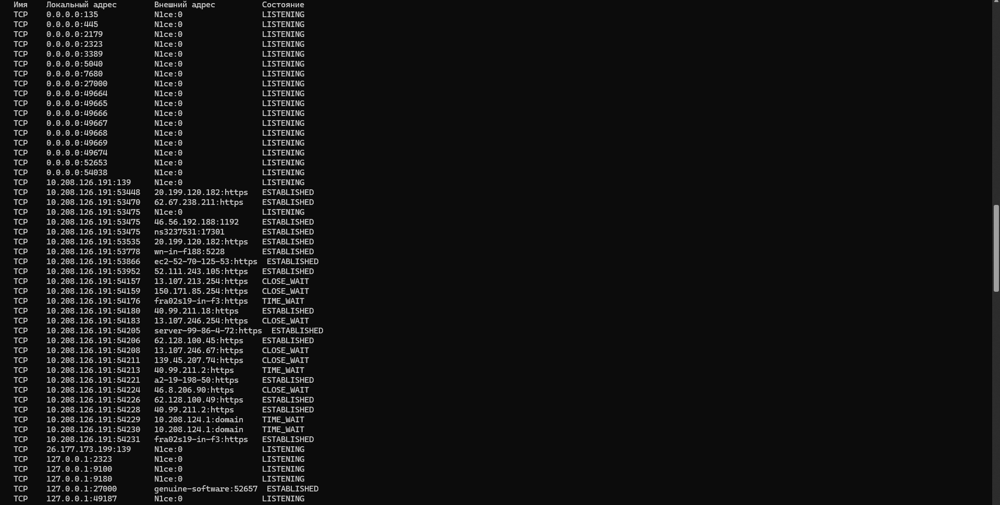 Имя Локальный адрес Внешний адрес Состояние
TCP 0.0.0.0:135 N1ce:0 LISTENING
TCP 0.0.0.0:445 N1ce:0 LISTENING
TCP 0.0.0.0:2179 N1ce:0 LISTENING
TCP 0.0.0.0:2323 N1ce:0 LISTENING
TCP 0.0.0.0:3389 N1ce:0 LISTENING
TCP 0.0.0.0:5040 N1ce:0 LISTENING
TCP 0.0.0.0:7680 N1ce:0 LISTENING
TCP 0.0.0.0:27000 N1ce:0 LISTENING
TCP 0.0.0.0:49664 N1ce:0 LISTENING
TCP 0.0.0.0:49665 N1ce:0 LISTENING
TCP 0.0.0.0:49666 N1ce:0 LISTENING
TCP 0.0.0.0:49667 N1ce:0 LISTENING
TCP 0.0.0.0:49668 N1ce:0 LISTENING
TCP 0.0.0.0:49669 N1ce:0 LISTENING
TCP 0.0.0.0:49674 N1ce:0 LISTENING
TCP 0.0.0.0:52653 N1ce:0 LISTENING
TCP 0.0.0.0:54038 N1ce:0 LISTENING
TCP 10.208.126.191:139 N1ce:0 LISTENING
TCP 10.208.126.191:53448 20.199.120.182:https ESTABLISHED
TCP 10.208.126.191:53470 62.67.238.211:https ESTABLISHED
TCP 10.208.126.191:53475 N1ce:0 LISTENING
TCP 10.208.126.191:53475 46.56.192.188:1192 ESTABLISHED
TCP 10.208.126.191:53475 ns3237531:17301 ESTABLISHED
TCP 10.208.126.191:53535 20.199.120.182:https ESTABLISHED
TCP 10.208.126.191:53778 wn-in-f188:5228 ESTABLISHED
TCP 10.208.126.191:53866 ec2-52-70-125-53:https ESTABLISHED
TCP 10.208.126.191:53952 52.111.243.105:https ESTABLISHED
TCP 10.208.126.191:54157 13.107.213.254:https CLOSE_WAIT
TCP 10.208.126.191:54159 150.171.85.254:https CLOSE_WAIT
TCP 10.208.126.191:54176 fra02s19-in-f3:https TIME_WAIT
TCP 10.208.126.191:54180 40.99.211.18:https ESTABLISHED
TCP 10.208.126.191:54183 13.107.246.254:https CLOSE_WAIT
TCP 10.208.126.191:54205 server-99-86-4-72:https ESTABLISHED
TCP 10.208.126.191:54206 62.128.100.45:https ESTABLISHED
TCP 10.208.126.191:54208 13.107.246.67:https CLOSE_WAIT
TCP 10.208.126.191:54211 139.45.207.74:https CLOSE_WAIT
TCP 10.208.126.191:54213 40.99.211.2:https TIME_WAIT
TCP 10.208.126.191:54221 a2-19-198-50:https ESTABLISHED
TCP 10.208.126.191:54224 46.8.206.90:https CLOSE_WAIT
TCP 10.208.126.191:54226 62.128.100.49:https ESTABLISHED
TCP 10.208.126.191:54228 40.99.211.2:https ESTABLISHED
TCP 10.208.126.191:54229 10.208.124.1:domain TIME_WAIT
TCP 10.208.126.191:54230 10.208.124.1:domain TIME_WAIT
TCP 10.208.126.191:54231 fra02s19-in-f3:https ESTABLISHED
TCP 26.177.173.199:139 N1ce:0 LISTENING
TCP 127.0.0.1:2323 N1ce:0 LISTENING
TCP 127.0.0.1:9100 N1ce:0 LISTENING
TCP 127.0.0.1:9180 N1ce:0 LISTENING
TCP 127.0.0.1:27000 genuine-software:52657 ESTABLISHED
TCP 127.0.0.1:49187 N1ce:0 LISTENING